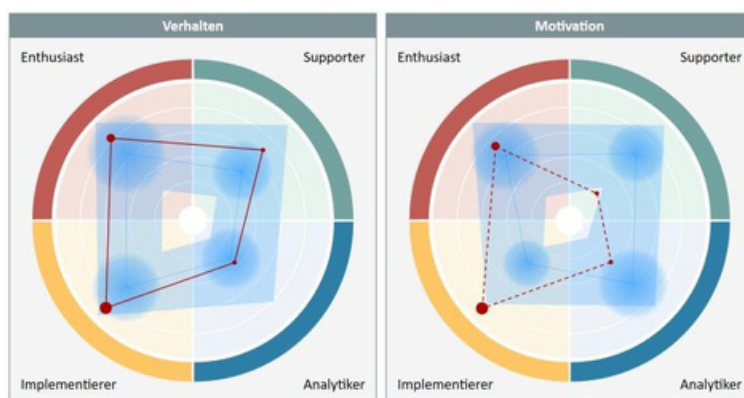 Verhalten
Enthusiast
Supporter
Implementierer
Analytiker
Motivation
Enthusiast
Supporter
Implementierer
Analytiker